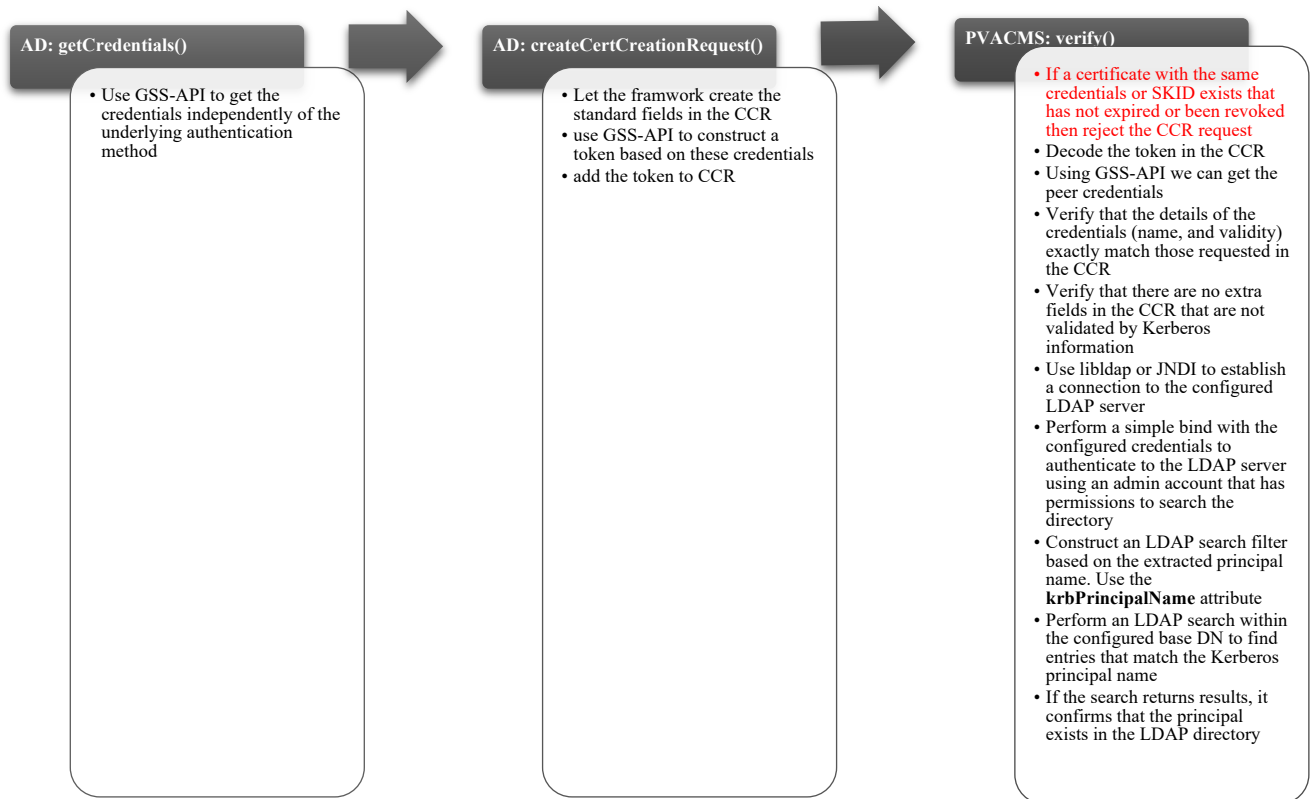 AD: getCredentials()
• Use GSS-API to get the
credentials independently of the
underlying authentication
method
AD: createCertCreationRequest()
• Let the framwork create the
standard fields in the CCR
• use GSS-API to construct a
token based on these credentials
• add the token to CCR
PVACMS: verify()
• If a certificate with the same
credentials or SKID exists that
has not expired or been revoked
then reject the CCR request
• Decode the token in the CCR
• Using GSS-API we can get the
peer credentials
• Verify that the details of the
credentials (name, and validity)
exactly match those requested in
the CCR
• Verify that there are no extra
fields in the CCR that are not
validated by Kerberos
information
• Use libldap or JNDI to establish
a connection to the configured
LDAP server
• Perform a simple bind with the
configured credentials to
authenticate to the LDAP server
using an admin account that has
permissions to search the
directory
• Construct an LDAP search filter
based on the extracted principal
name. Use the
krbPrincipalName attribute
• Perform an LDAP search within
the configured base DN to find
entries that match the Kerberos
principal name
• If the search returns results, it
confirms that the principal
exists in the LDAP directory